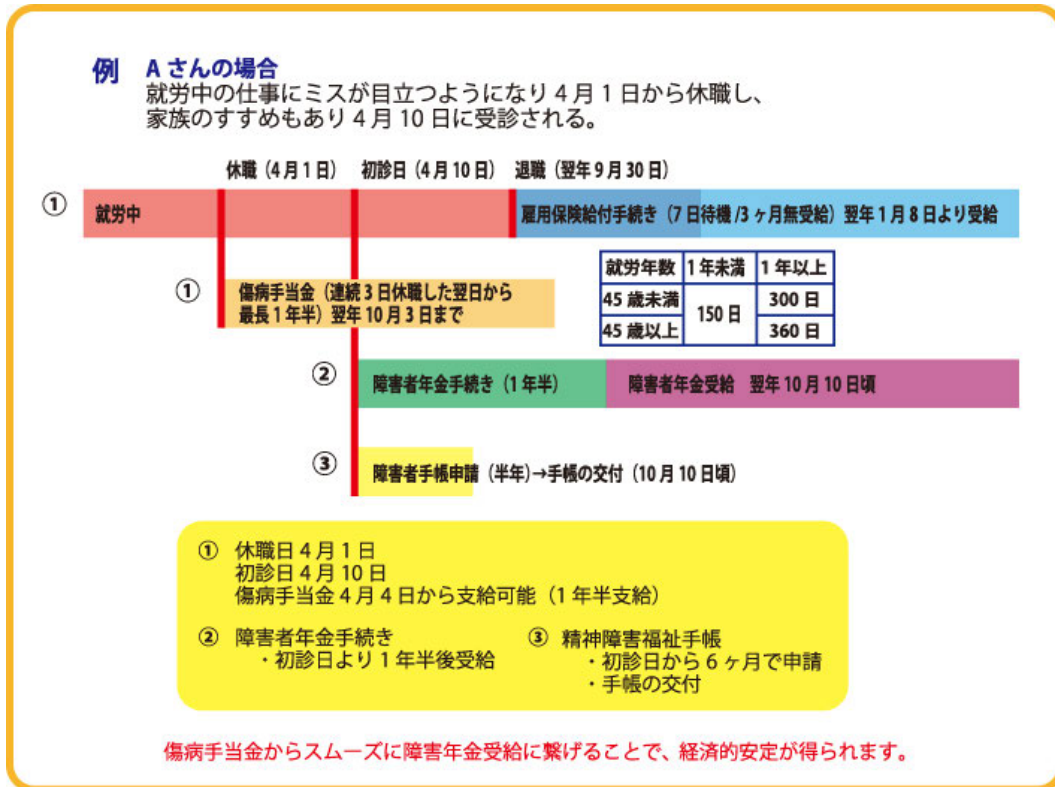 例 Aさんの場合
就労中の仕事にミスが目立つようになり4月1日から休職し、
家族のすすめもあり4月10日に受診される。
休職(4月1日) 初診日(4月10日) 退職(翌年9月30日)
① 就労中 雇用保険給付手続き(7日待機/3ヶ月無受給)翌年1月8日より受給
① 傷病手当金(連続3日休職した翌日から
最長1年半)翌年10月3日まで
就労年数 1年未満 1年以上
45歳未満 150日 300日
45歳以上 360日
② 障害者年金手続き(1年半) 障害者年金受給 翌年10月10日頃
③ 障害者手帳申請(半年)→手帳の交付(10月10日頃)
① 休職日4月1日
初診日4月10日
傷病手当金4月4日から支給可能(1年半支給)
② 障害者年金手続き
・初診日より1年半後受給
③ 精神障害福祉手帳
・初診日から6ヶ月で申請
・手帳の交付
傷病手当金からスムーズに障害年金受給に繋げることで、経済的安定が得られます。